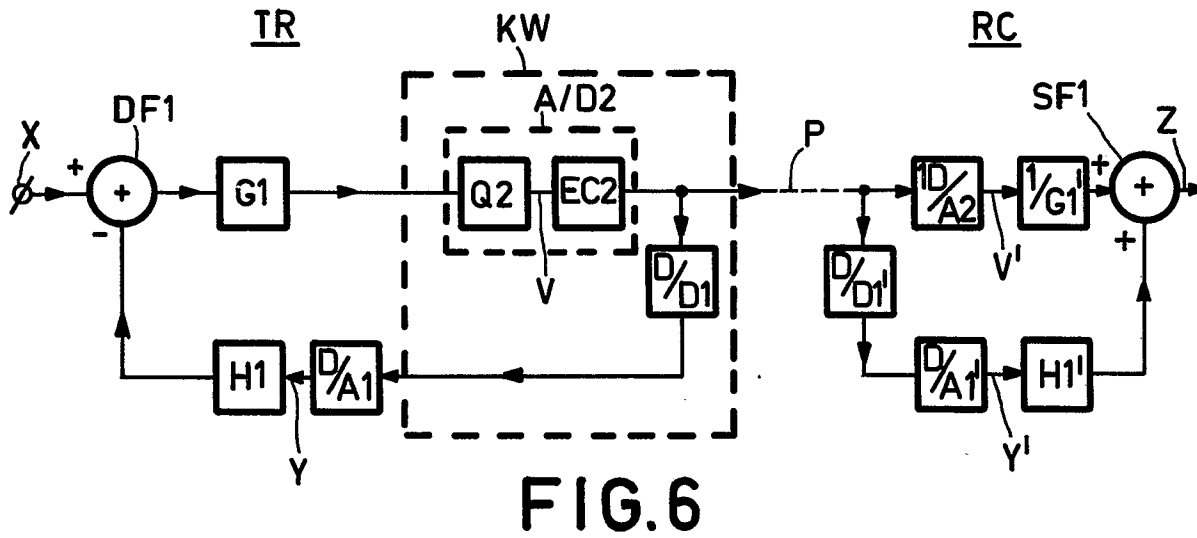 TR
KW
RC
A/D2
DF1
SF1
X
P
Z
+
+
G1
Q2
EC2
1D/A2
1/G1'
+
+
-
+
V
D/D1
D/D1'
V'
H1
D/A1
D/A1'
H1'
Y
Y'
FIG.6